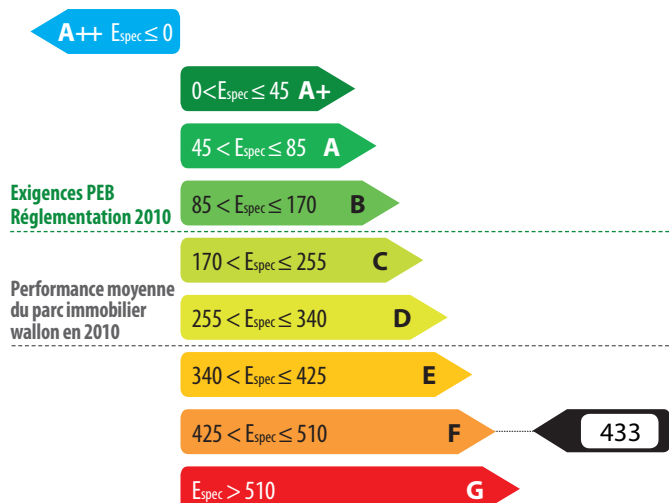 A++ Espec ≤ 0
0<Espec ≤ 45 A+
45 < Espec ≤ 85 A
Exigences PEB
Réglementation 2010
85 < Espec ≤ 170 B
170 < Espec ≤ 255 C
Performance moyenne
du parc immobilier
wallon en 2010
255 < Espec ≤ 340 D
340 < Espec ≤ 425 E
425 < Espec ≤ 510 F
433
Espec > 510 G